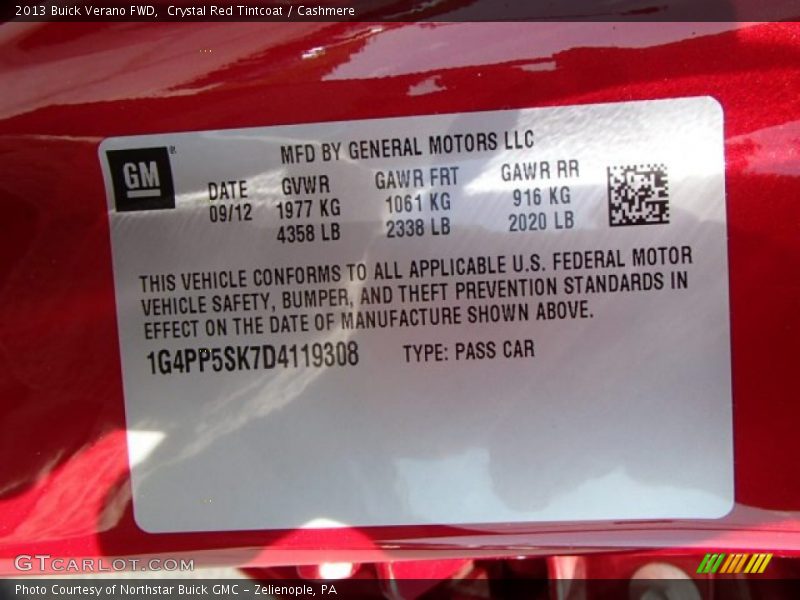 2013 Buick Verano FWD,  Crystal Red Tintcoat / Cashmere
GM®
MFD BY GENERAL MOTORS LLC
DATE GVWR GAWR FRT GAWR RR
09/12 1977 KG 1061 KG 916 KG
4358 LB 2338 LB 2020 LB
THIS VEHICLE CONFORMS TO ALL APPLICABLE U.S. FEDERAL MOTOR
VEHICLE SAFETY, BUMPER, AND THEFT PREVENTION STANDARDS IN
EFFECT ON THE DATE OF MANUFACTURE SHOWN ABOVE.
1G4PP5SK7D4119308 TYPE: PASS CAR
GTCARLOT.COM
Photo Courtesy of Northstar Buick GMC - Zelienople, PA